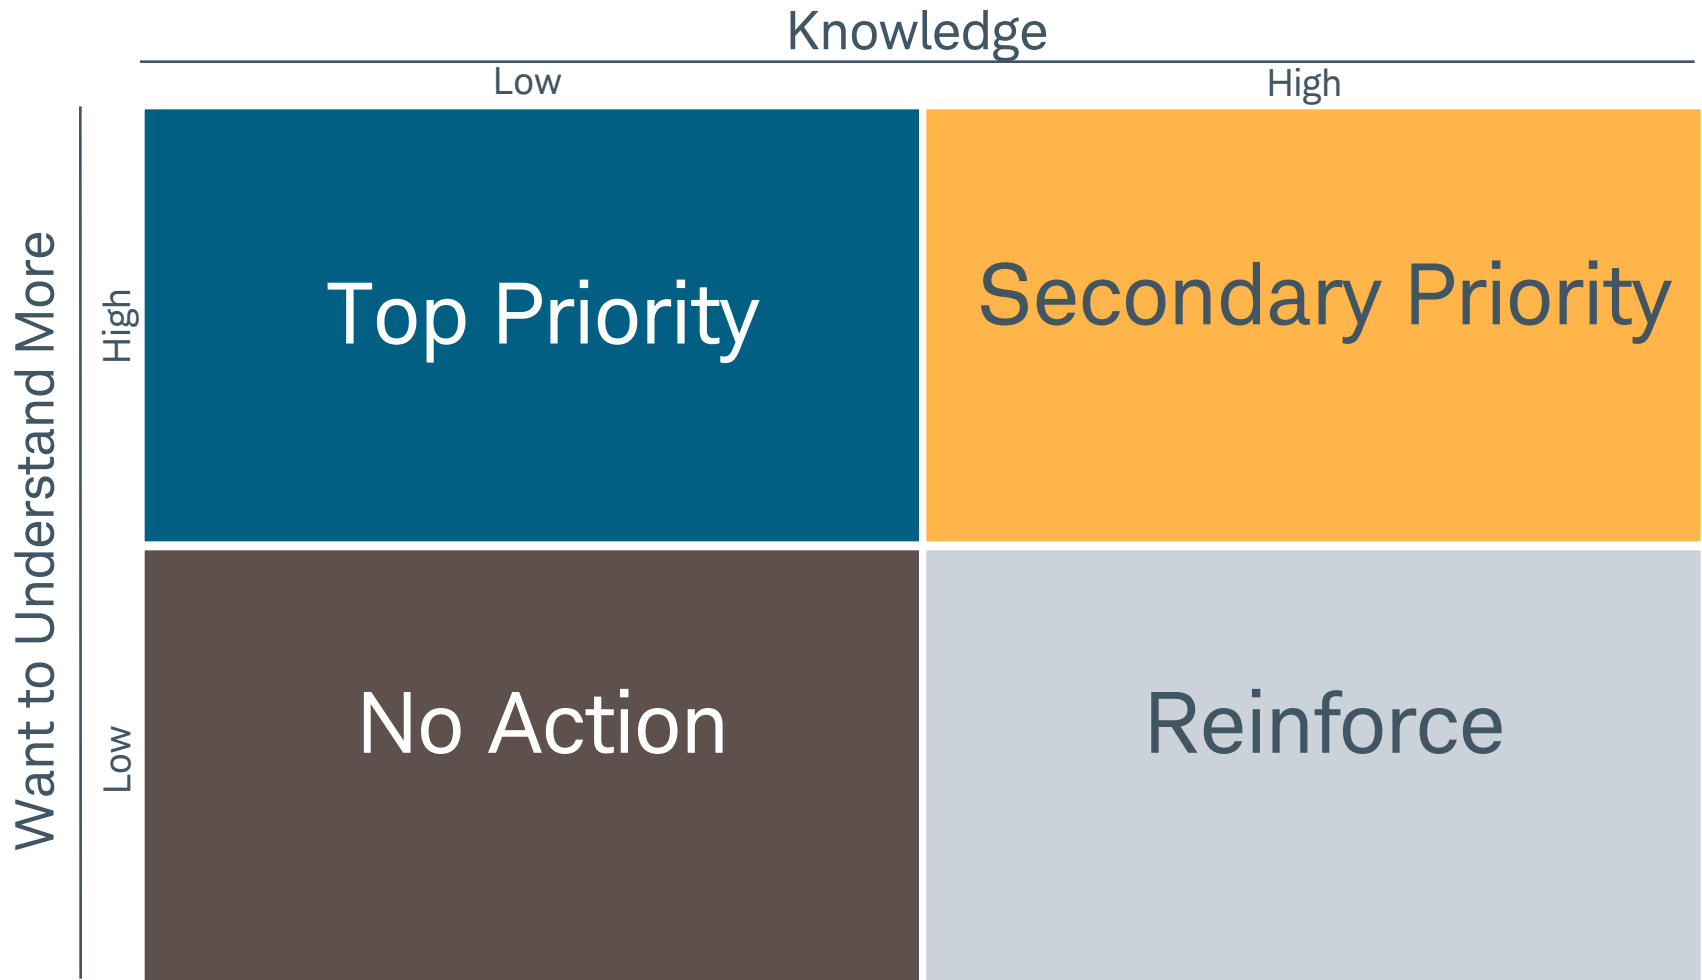 Knowledge
Low
High
Want to Understand More
High
Top Priority
Secondary Priority
Low
No Action
Reinforce